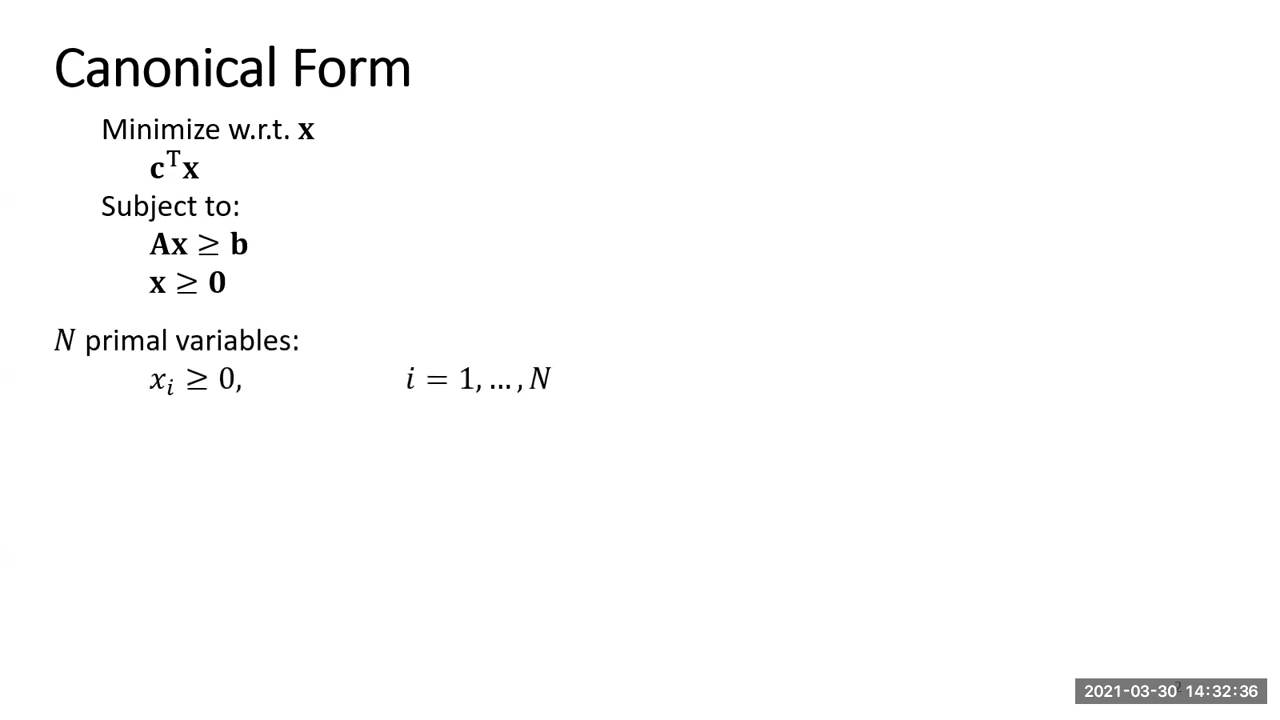 Canonical Form
Minimize w.r.t. x
cᵀx
Subject to:
Ax ≥ b
x ≥ 0
N primal variables:
xᵢ ≥ 0, i = 1, … , N
2021-03-30 14:32:36